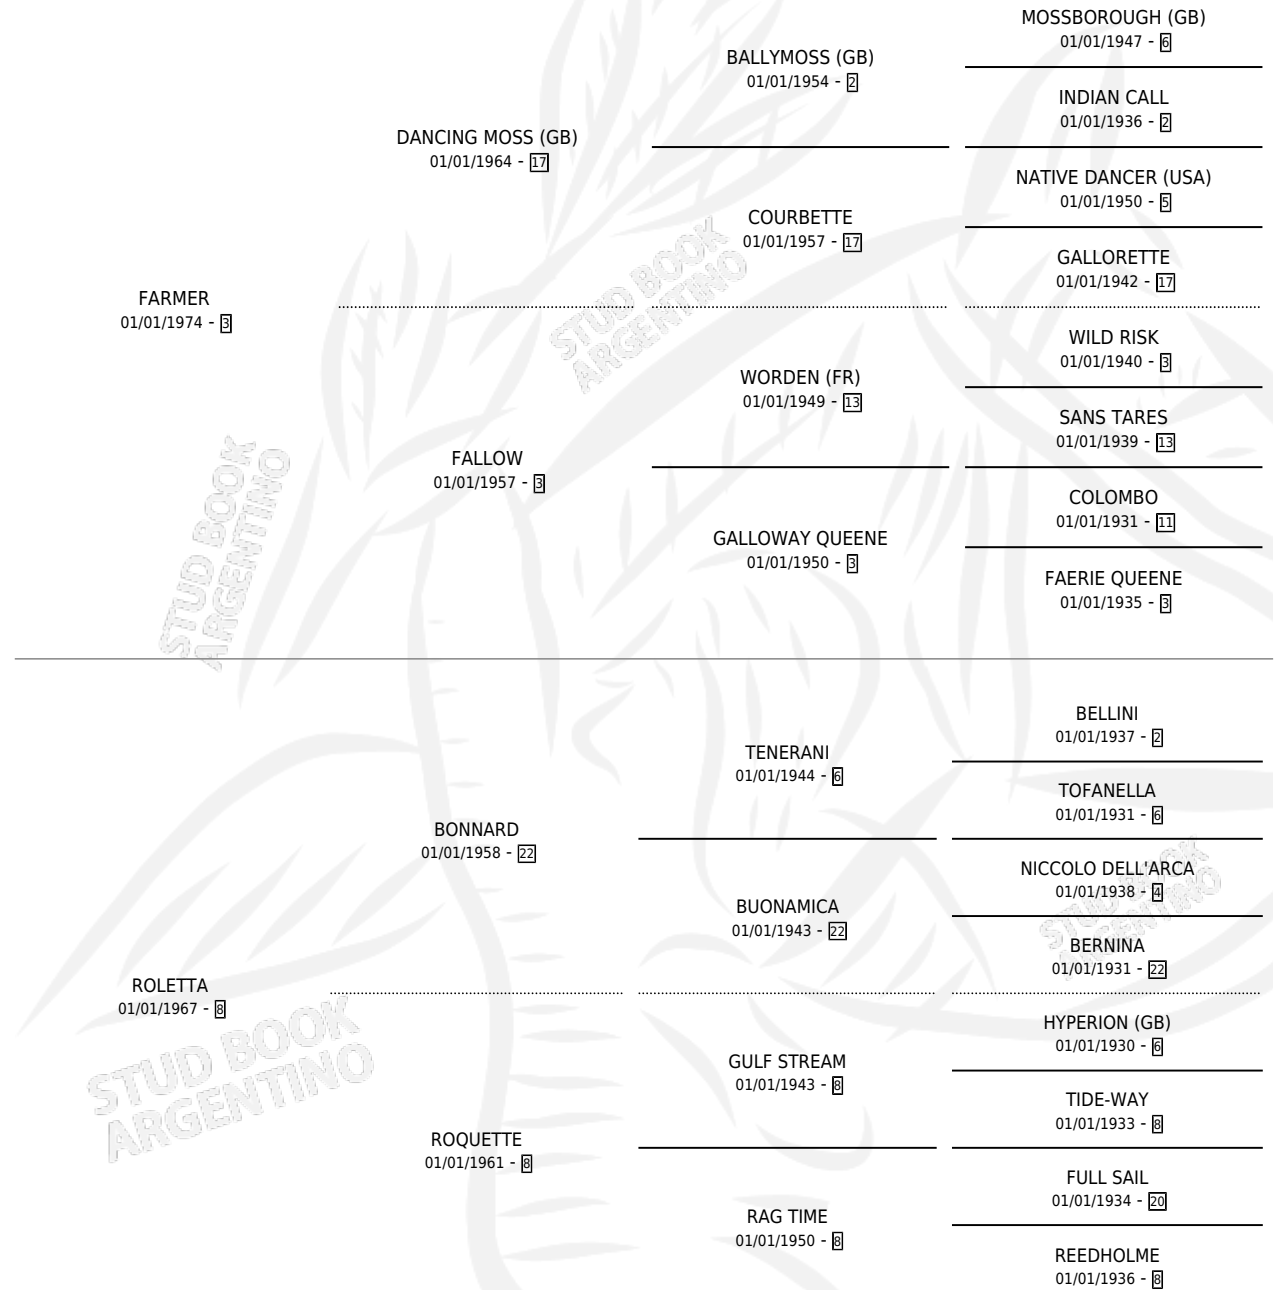 MOSSBOROUGH (GB)
01/01/1947 - 6
BALLYMOSS (GB)
01/01/1954 - 2
INDIAN CALL
01/01/1936 - 2
DANCING MOSS (GB)
01/01/1964 - 17
NATIVE DANCER (USA)
01/01/1950 - 5
COURBETTE
01/01/1957 - 17
GALLORETTE
01/01/1942 - 17
FARMER
01/01/1974 - 3
WILD RISK
01/01/1940 - 3
WORDEN (FR)
01/01/1949 - 13
SANS TARES
01/01/1939 - 13
FALLOW
01/01/1957 - 3
COLOMBO
01/01/1931 - 11
GALLOWAY QUEENE
01/01/1950 - 3
FAERIE QUEENE
01/01/1935 - 3
STUD BOOK
ARGENTINO
STUD BOOK
ARGENTINO
BELLINI
01/01/1937 - 2
TENERANI
01/01/1944 - 6
TOFANELLA
01/01/1931 - 6
BONNARD
01/01/1958 - 22
NICCOLO DELL'ARCA
01/01/1938 - 4
BUONAMICA
01/01/1943 - 22
BERNINA
01/01/1931 - 22
STUD BOOK
ARGENTINO
ROLETTA
01/01/1967 - 8
HYPERION (GB)
01/01/1930 - 6
GULF STREAM
01/01/1943 - 8
TIDE-WAY
01/01/1933 - 8
STUD BOOK
ARGENTINO
ROQUETTE
01/01/1961 - 8
FULL SAIL
01/01/1934 - 20
RAG TIME
01/01/1950 - 8
REEDHOLME
01/01/1936 - 8